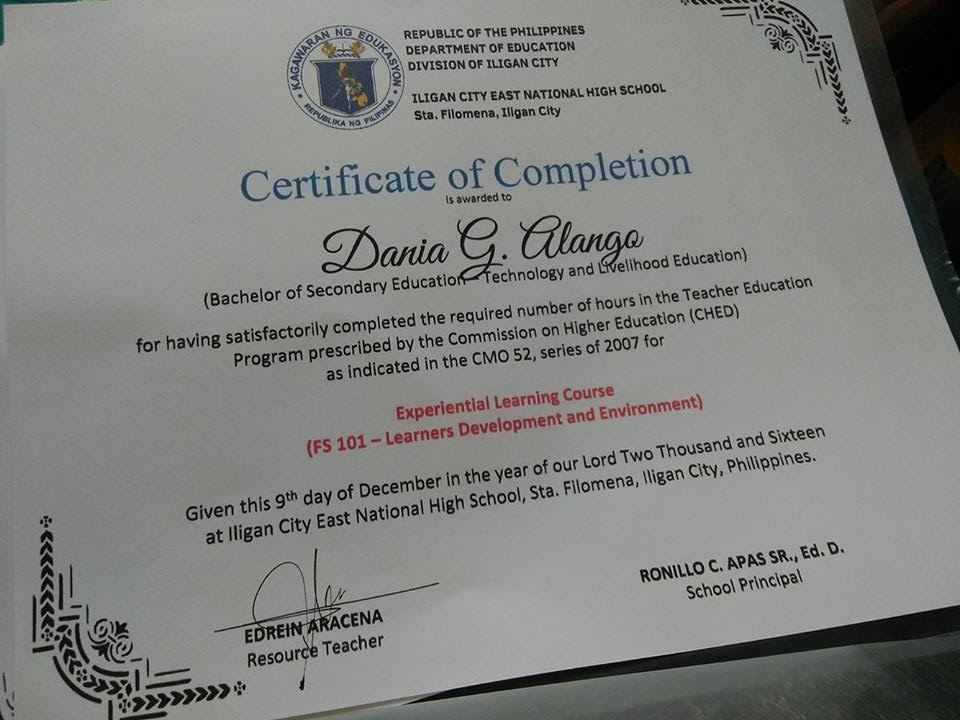 KAGAWARAN NG EDUKASYON
REPUBLIKA NG PILIPINAS
REPUBLIC OF THE PHILIPPINES
DEPARTMENT OF EDUCATION
DIVISION OF ILIGAN CITY
ILIGAN CITY EAST NATIONAL HIGH SCHOOL
Sta. Filomena, Iligan City
Certificate of Completion
Is awarded to
Dania G. Alango
(Bachelor of Secondary Education – Technology and Livelihood Education)
for having satisfactorily completed the required number of hours in the Teacher Education
Program prescribed by the Commission on Higher Education (CHED)
as indicated in the CMO 52, series of 2007 for
Experiential Learning Course
(FS 101 – Learners Development and Environment)
Given this 9th day of December in the year of our Lord Two Thousand and Sixteen
at Iligan City East National High School, Sta. Filomena, Iligan City, Philippines.
EDREIN ARACENA
Resource Teacher
RONILLO C. APAS SR., Ed. D.
School Principal